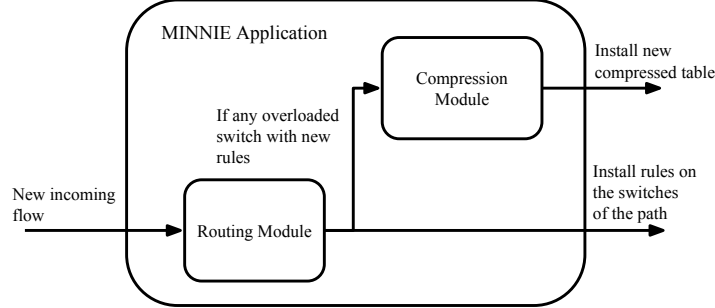 MINNIE Application
Install new
compressed table
Compression
Module
If any overloaded
switch with new
rules
Install rules on
the switches
of the path
New incoming
flow
Routing Module